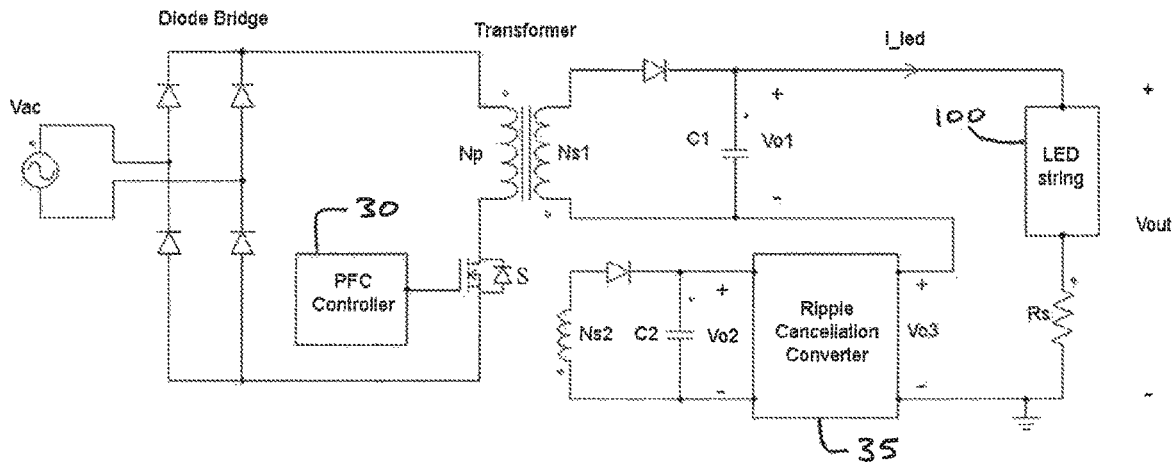 Diode Bridge
Transformer
I_led
Vac
+
100
C1
Vo1
Np
Ns1
LED
string
-
30
Vout
PFC
Controller
S
+
+
Ns2
C2
Vo2
Ripple
Cancellation
Converter
Vo3
Rs
-
-
-
35